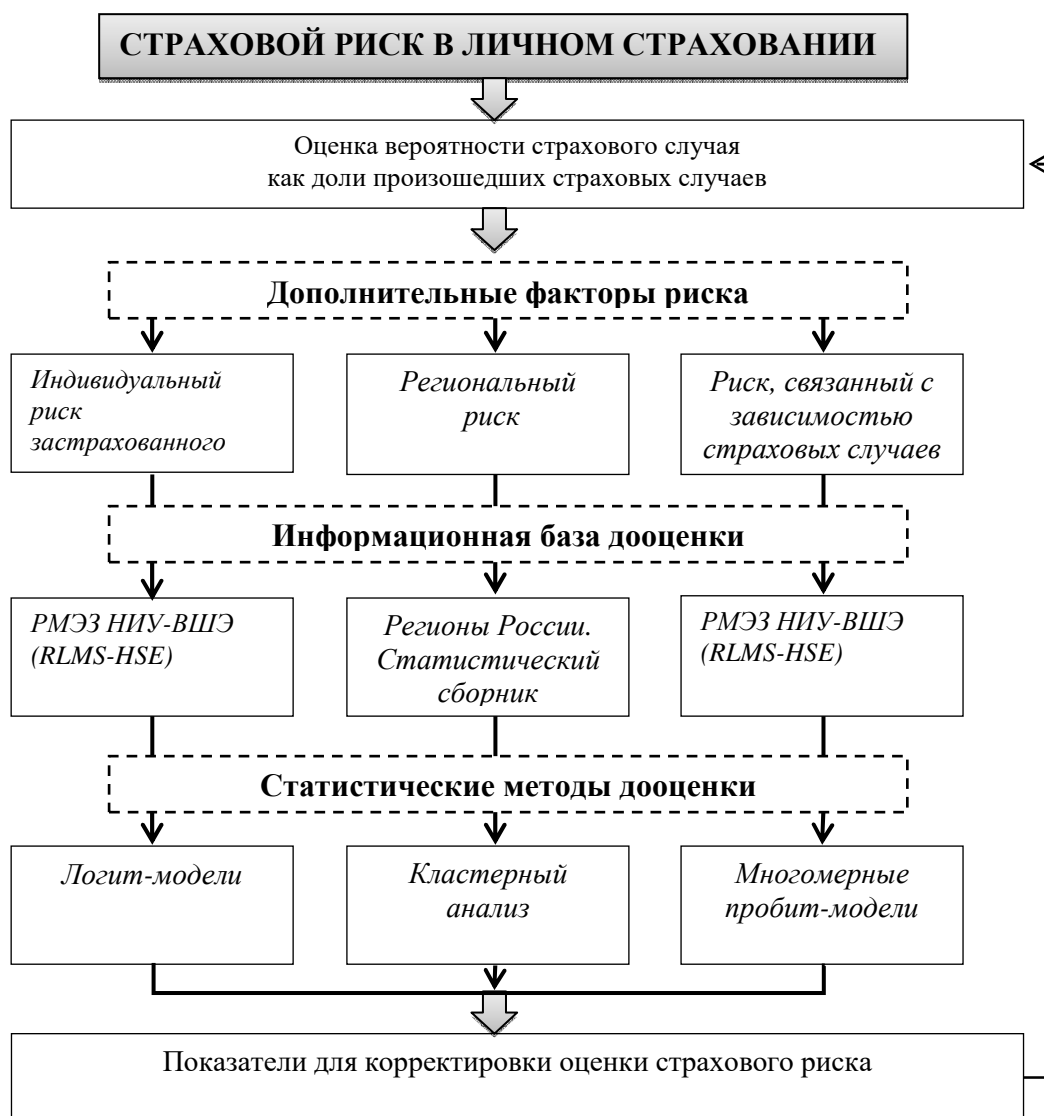 СТРАХОВОЙ РИСК В ЛИЧНОМ СТРАХОВАНИИ
Оценка вероятности страхового случая
как доли произошедших страховых случаев
Дополнительные факторы риска
Индивидуальный
риск
застрахованного
Региональный
риск
Риск, связанный с
зависимостью
страховых случаев
Информационная база дооценки
РМЭЗ НИУ-ВШЭ
(RLMS-HSE)
Регионы России.
Статистический
сборник
РМЭЗ НИУ-ВШЭ
(RLMS-HSE)
Статистические методы дооценки
Логит-модели
Кластерный
анализ
Многомерные
пробит-модели
Показатели для корректировки оценки страхового риска